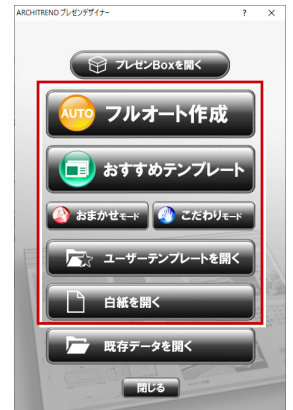 ARCHITREND プレゼンデザイナー
? ×
プレゼンBoxを開く
AUTO フルオート作成
おすすめテンプレート
おまかせモード こだわりモード
ユーザーテンプレートを開く
白紙を開く
既存データを開く
閉じる